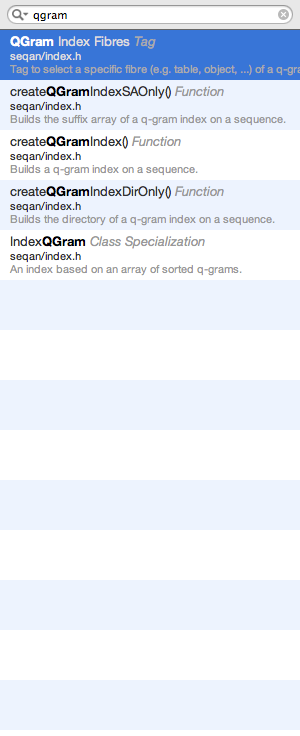 qgram
QGram Index Fibres Tag
seqan/index.h
Tag to select a specific fibre (e.g. table, object, ...) of a q-gra
createQGramIndexSAOnly() Function
seqan/index.h
Builds the suffix array of a q-gram index on a sequence.
createQGramIndex() Function
seqan/index.h
Builds a q-gram index on a sequence.
createQGramIndexDirOnly() Function
seqan/index.h
Builds the directory of a q-gram index on a sequence.
IndexQGram Class Specialization
seqan/index.h
An index based on an array of sorted q-grams.